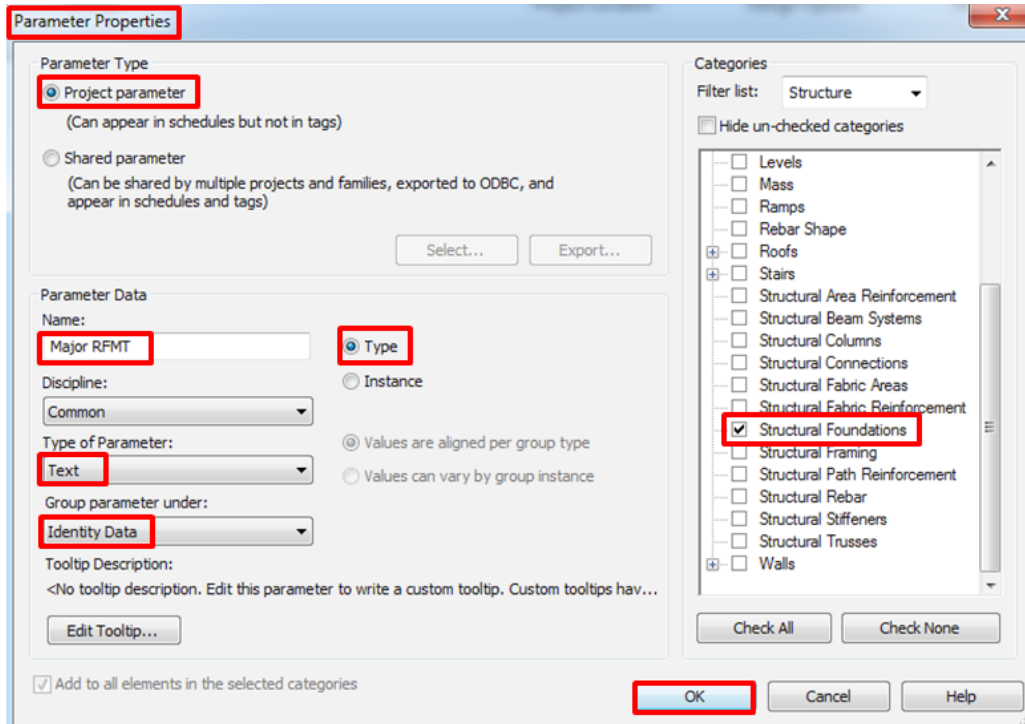 Parameter Properties
x
Parameter Type
Project parameter
(Can appear in schedules but not in tags)
Shared parameter
(Can be shared by multiple projects and families, exported to ODBC, and
appear in schedules and tags)
Select...
Export...
Parameter Data
Name:
Major RFMT
Type
Discipline:
Instance
Common
Type of Parameter:
Values are aligned per group type
Text
Values can vary by group instance
Group parameter under:
Identity Data
Tooltip Description:
<No tooltip description. Edit this parameter to write a custom tooltip. Custom tooltips hav...
Edit Tooltip...
Add to all elements in the selected categories
Categories
Filter list:
Structure
Hide un-checked categories
Levels
Mass
Ramps
Rebar Shape
Roofs
Stairs
Structural Area Reinforcement
Structural Beam Systems
Structural Columns
Structural Connections
Structural Fabric Areas
Structural Fabric Reinforcement
Structural Foundations
Structural Framing
Structural Path Reinforcement
Structural Rebar
Structural Stiffeners
Structural Trusses
Walls
Check All
Check None
OK
Cancel
Help